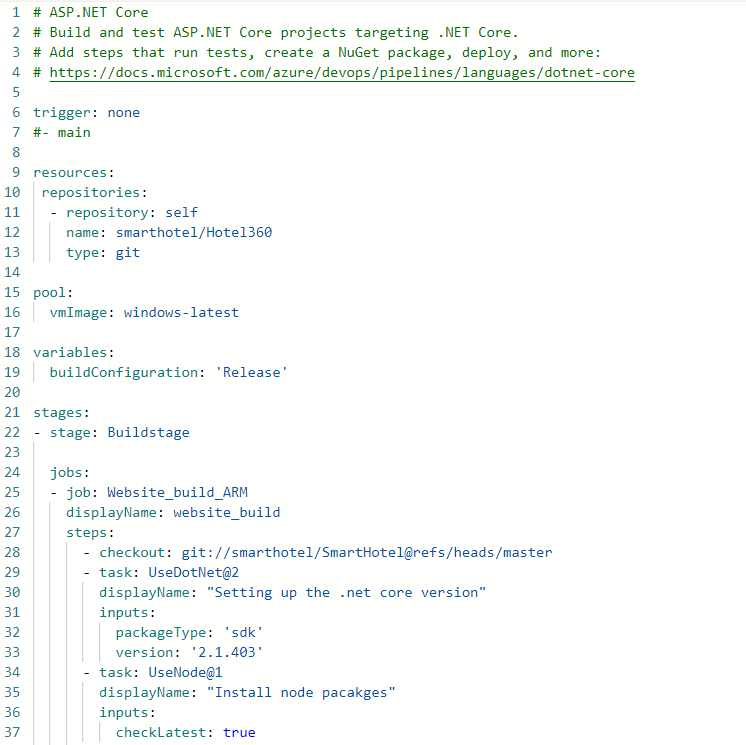 1 # ASP.NET Core
2 # Build and test ASP.NET Core projects targeting .NET Core.
3 # Add steps that run tests, create a NuGet package, deploy, and more:
4 # https://docs.microsoft.com/azure/devops/pipelines/languages/dotnet-core
5
6 trigger: none
7 #- main
8
9 resources:
10 repositories:
11 - repository: self
12 name: smarthotel/Hotel360
13 type: git
14
15 pool:
16 vmImage: windows-latest
17
18 variables:
19 buildConfiguration: 'Release'
20
21 stages:
22 - stage: Buildstage
23
24 jobs:
25 - job: Website_build_ARM
26 displayName: website_build
27 steps:
28 - checkout: git://smarthotel/SmartHotel@refs/heads/master
29 - task: UseDotNet@2
30 displayName: "Setting up the .net core version"
31 inputs:
32 packageType: 'sdk'
33 version: '2.1.403'
34 - task: UseNode@1
35 displayName: "Install node pacakges"
36 inputs:
37 checkLatest: true